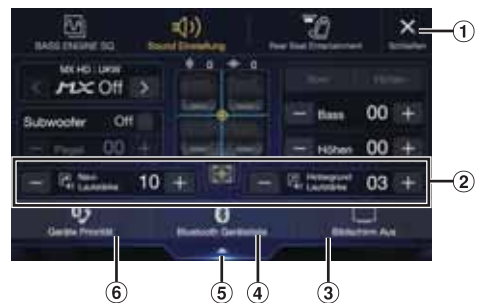 BASS ENGINE SQ
Sound Einstellung
Rear Seat Entertainment
Schließen
①
MX HD : UKW
MX Off
0
0
Subwoofer Off
Pegel 00
Bass 00
Höhen 00
Navi-Lautstärke 10
Hintergrund Lautstärke 03
②
Geräte Priorität
Bluetooth Geräteliste
Bildschirm Aus
⑥
⑤
④
③